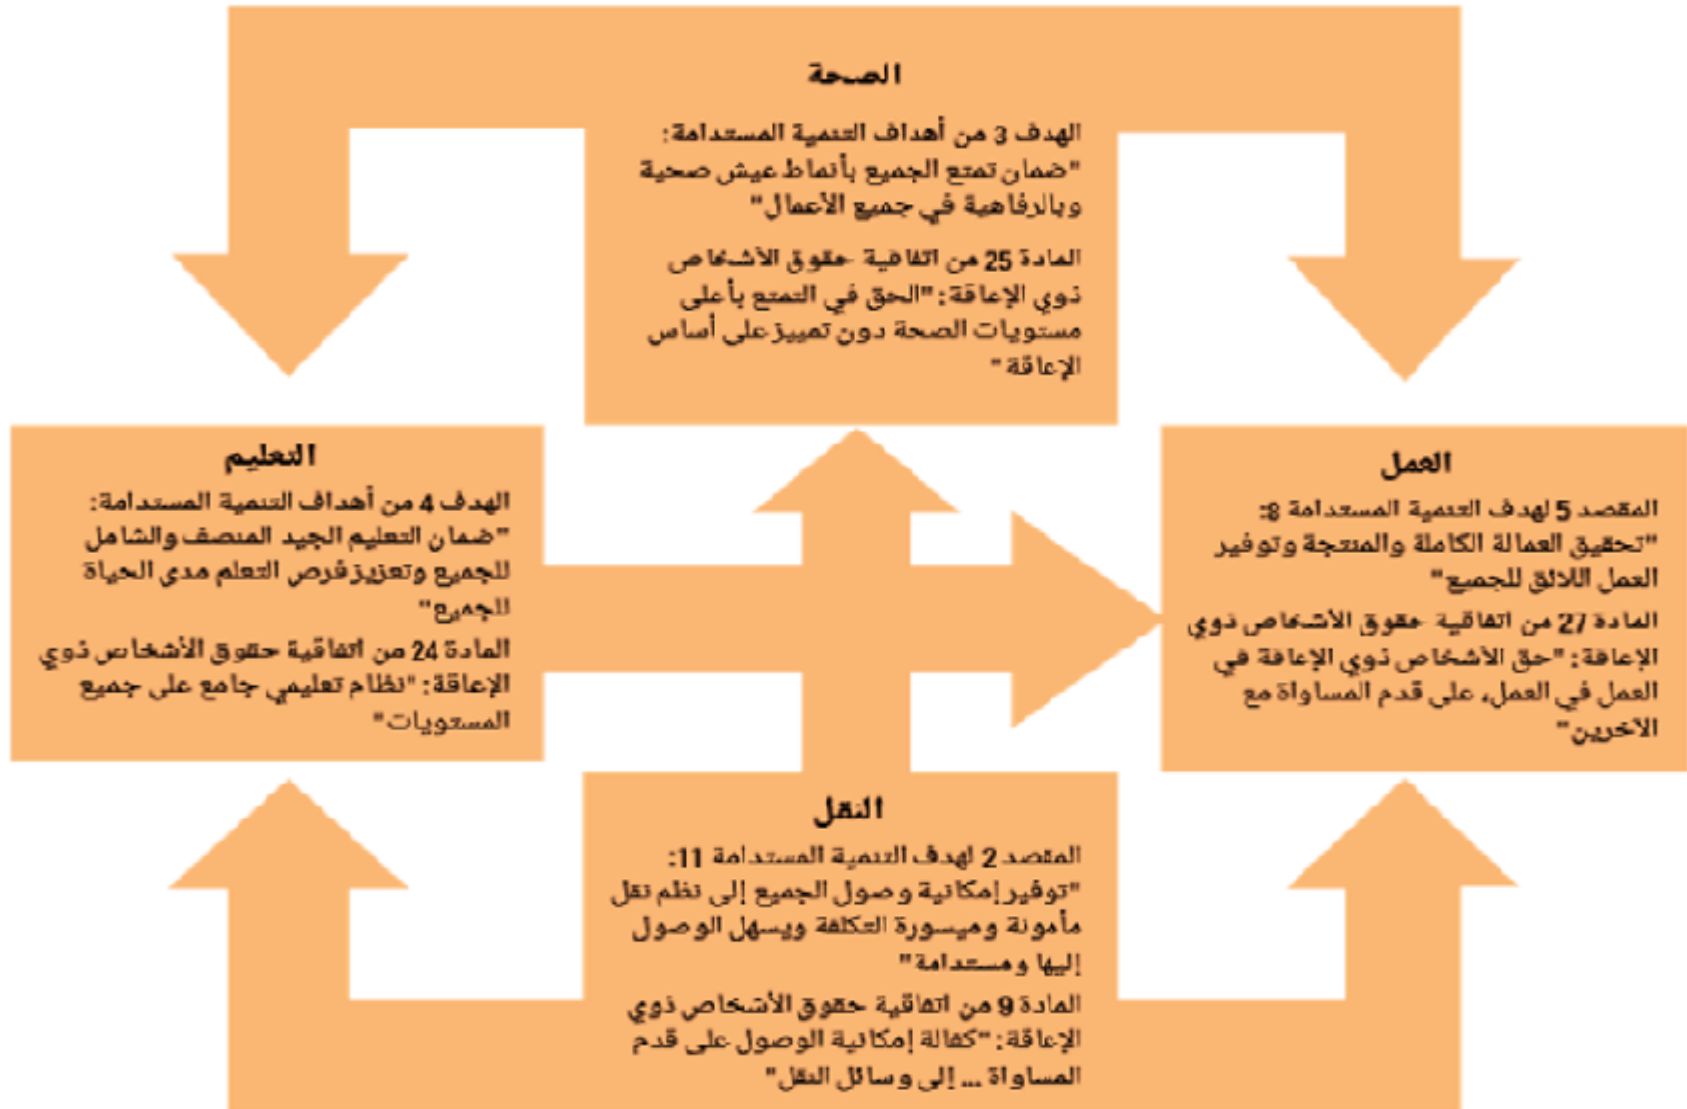 الصحة
الهدف 3 من أهداف التنمية المستدامة:
"ضمان تمتع الجميع بأنماط عيش صحية
وبالرفاهية في جميع الأعمال"
المادة 25 من اتفاقية حقوق الأشخاص
ذوي الإعاقة: "الحق في التمتع بأعلى
مستويات الصحة دون تمييز على أساس
الإعاقة"
التعليم
الهدف 4 من أهداف التنمية المستدامة:
"ضمان التعليم الجيد المنصف والشامل
للجميع وتعزيز فرص التعلم مدى الحياة
للجميع"
المادة 24 من اتفاقية حقوق الأشخاص ذوي
الإعاقة: "نظام تعليمي جامع على جميع
المستويات"
العمل
المقصد 5 لهدف التنمية المستدامة 8:
"تحقيق العمالة الكاملة والمنتجة وتوفير
العمل اللائق للجميع"
المادة 27 من اتفاقية حقوق الأشخاص ذوي
الإعاقة: "حق الأشخاص ذوي الإعاقة في
العمل في العمل، على قدم المساواة مع
الآخرين"
النقل
المقصد 2 لهدف التنمية المستدامة 11:
"توفير إمكانية وصول الجميع إلى نظم نقل
مأمونة وميسورة التكلفة ويسهل الوصول
إليها ومستدامة"
المادة 9 من اتفاقية حقوق الأشخاص ذوي
الإعاقة: "كفالة إمكانية الوصول على قدم
المساواة ... إلى وسائل النقل"